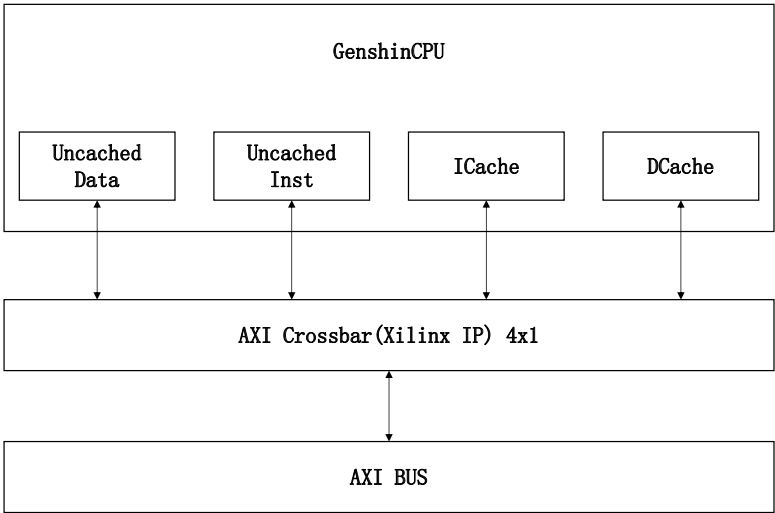 GenshinCPU
Uncached
Data
Uncached
Inst
ICache
DCache
AXI Crossbar(Xilinx IP) 4x1
AXI BUS